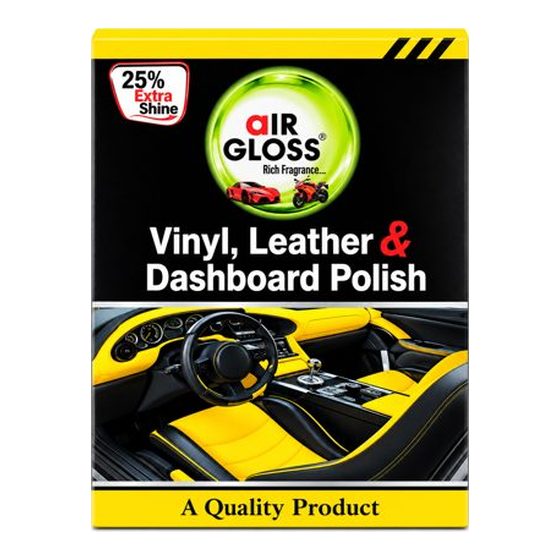 25%
Extra
Shine
aIR
GLOSS®
Rich Fragrance...
Vinyl, Leather &
Dashboard Polish
A Quality Product